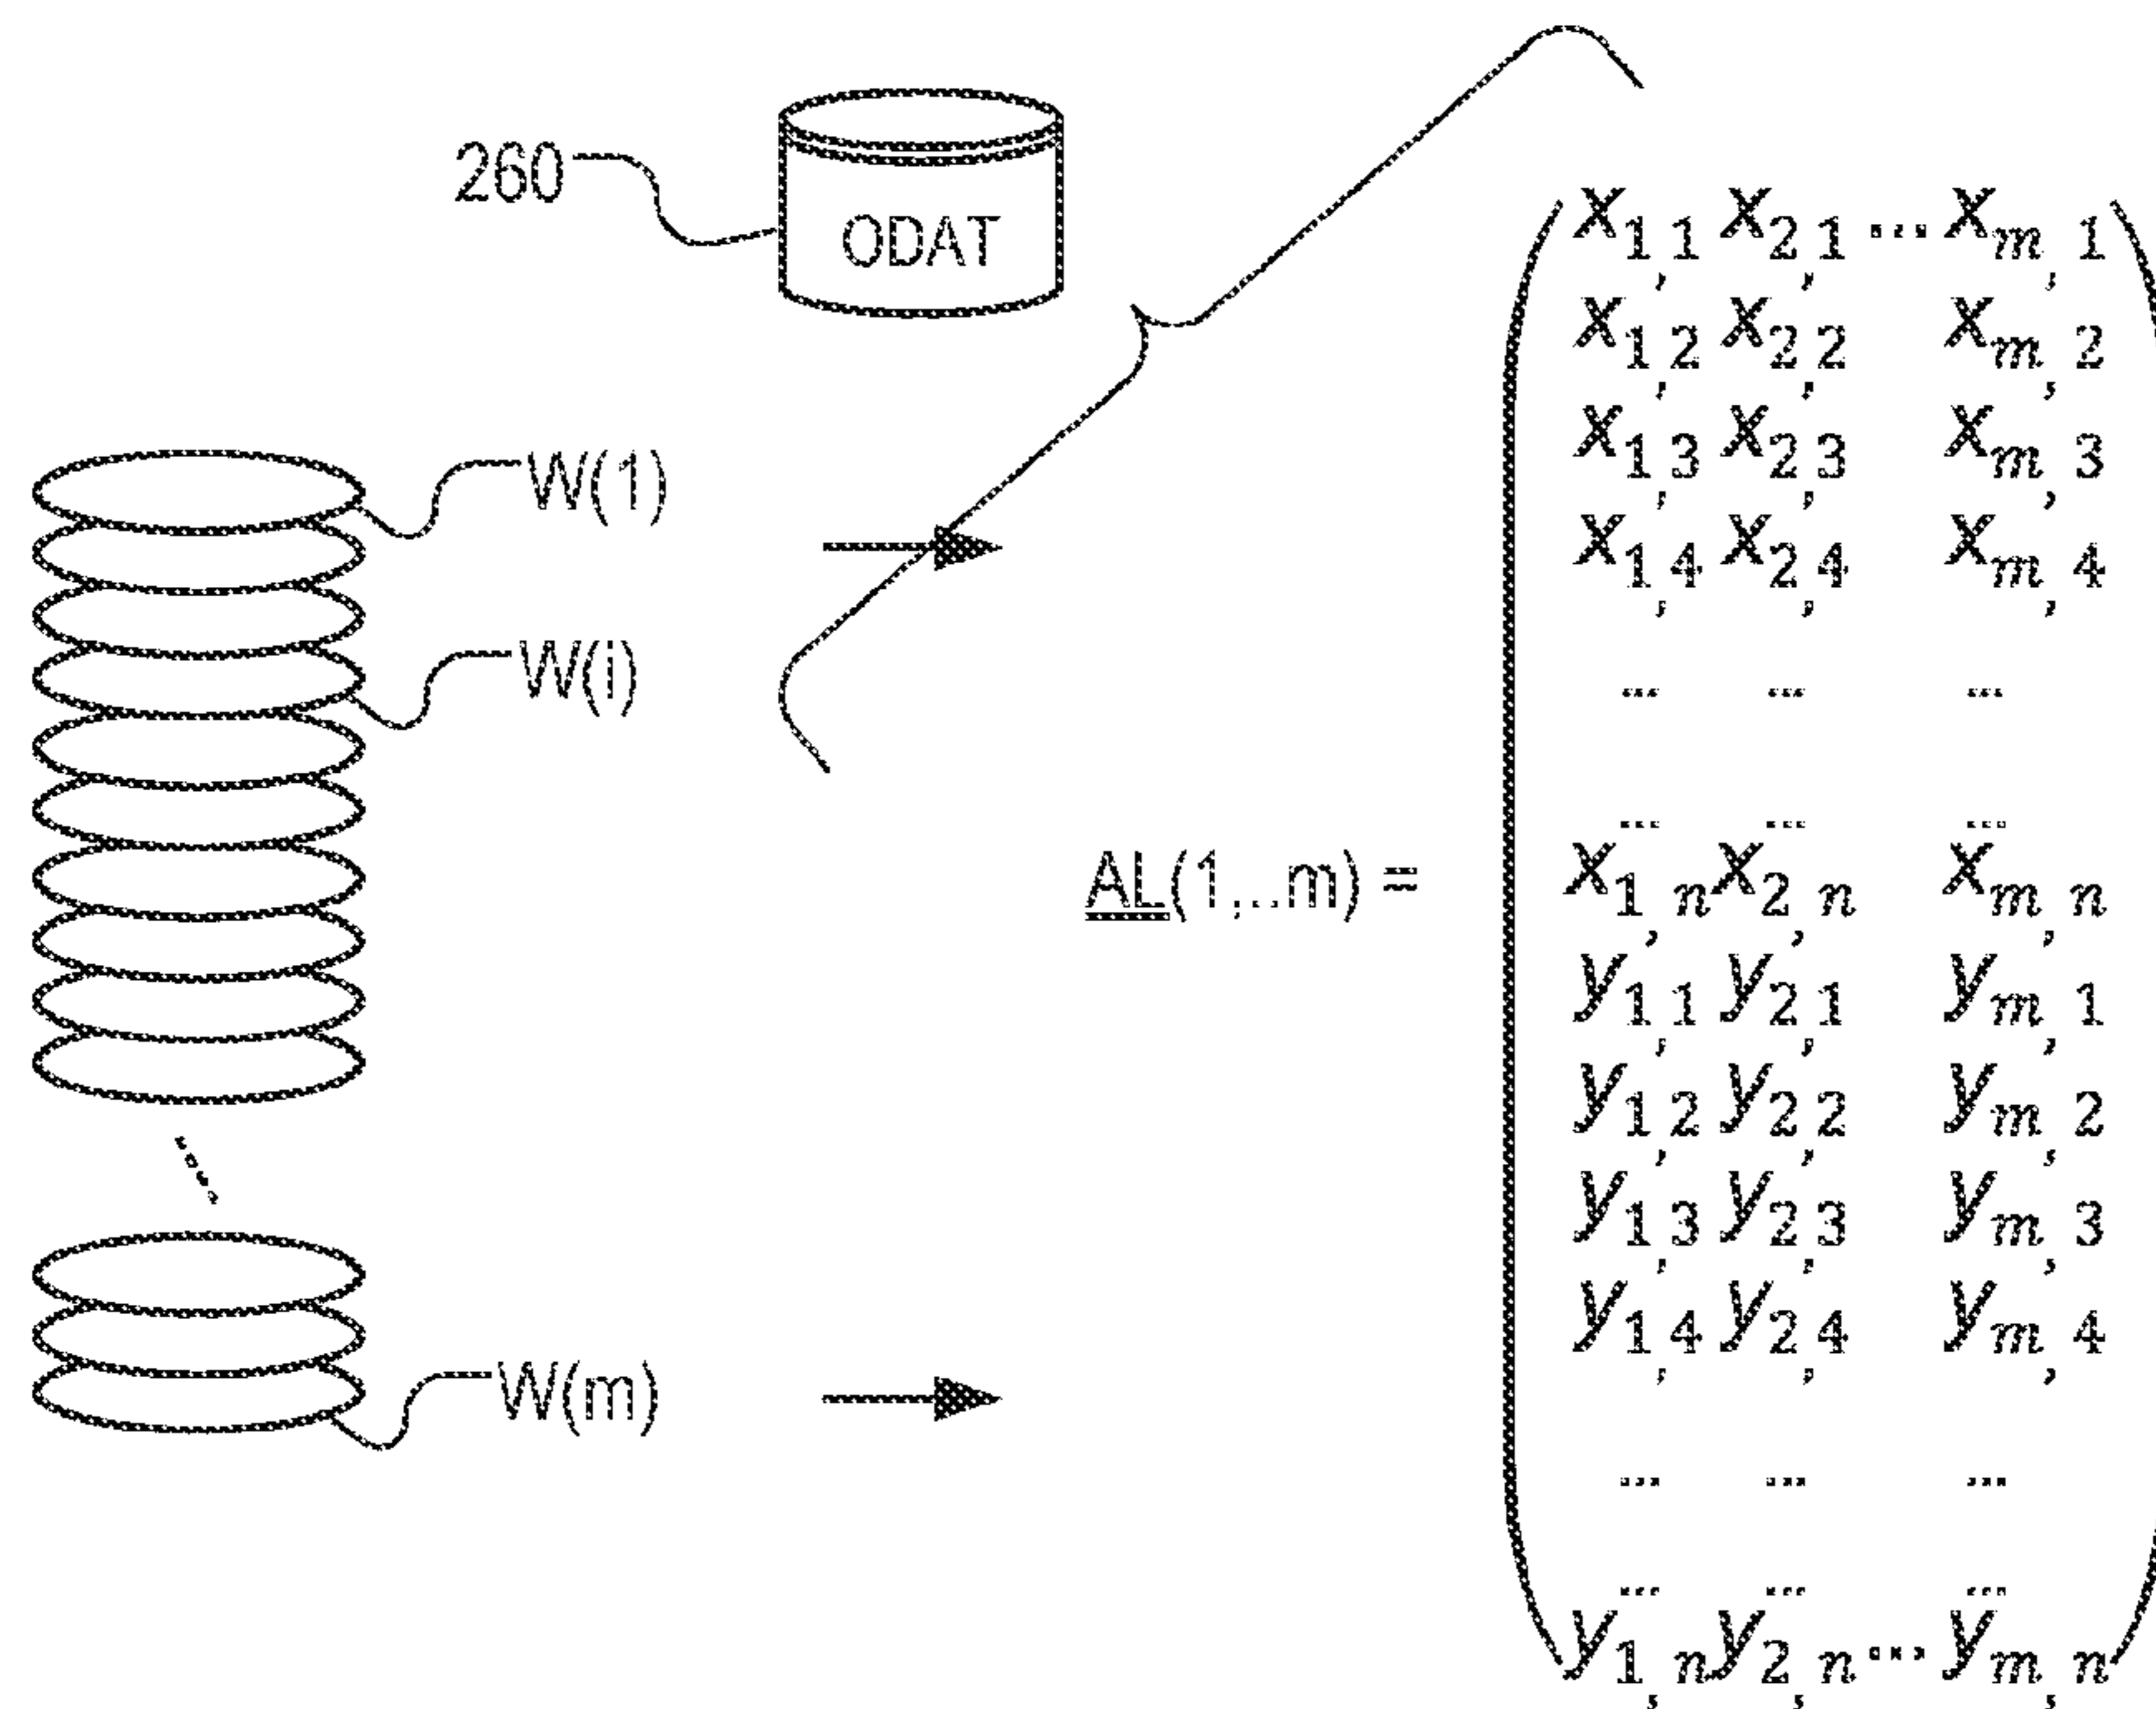 260
ODAT
W(1)
W(i)
W(m)
AL(1,..m) =
x1,1 x2,1 ... xm,1
x1,2 x2,2 xm,2
x1,3 x2,3 xm,3
x1,4 x2,4 xm,4
... ... ...
... ... ...
x1,n x2,n xm,n
y1,1 y2,1 ym,1
y1,2 y2,2 ym,2
y1,3 y2,3 ym,3
y1,4 y2,4 ym,4
... ... ...
... ... ...
y1,n y2,n ... ym,n